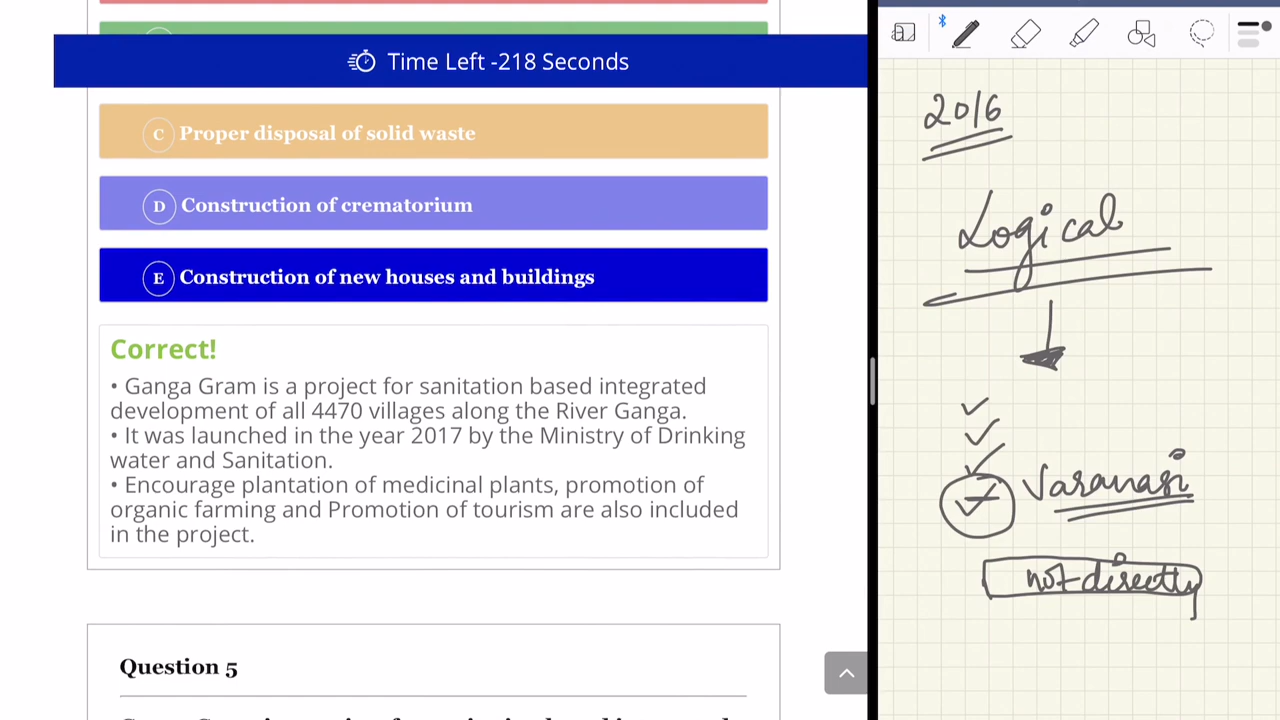 Time Left -218 Seconds
C Proper disposal of solid waste
D Construction of crematorium
E Construction of new houses and buildings
Correct!
• Ganga Gram is a project for sanitation based integrated
development of all 4470 villages along the River Ganga.
• It was launched in the year 2017 by the Ministry of Drinking
water and Sanitation.
• Encourage plantation of medicinal plants, promotion of
organic farming and Promotion of tourism are also included
in the project.
Question 5
2016
Logical
Varanasi
not directly